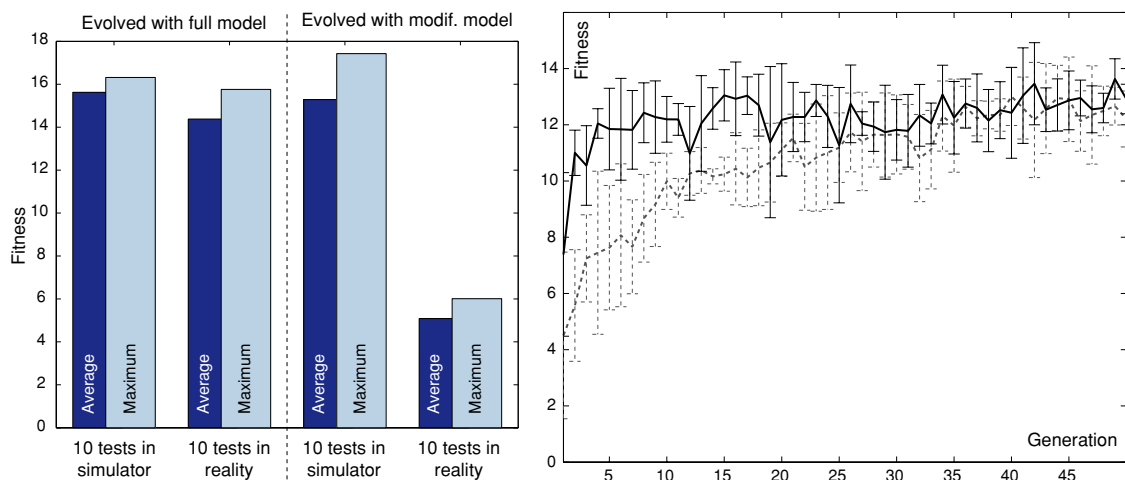 Evolved with full model
Evolved with modif. model
Fitness
18
16
14
12
10
8
6
4
2
0
Average
Maximum
Average
Maximum
Average
Maximum
Average
Maximum
10 tests in
simulator
10 tests in
reality
10 tests in
simulator
10 tests in
reality
Fitness
14
12
10
8
6
4
2
0
Generation
5
10
15
20
25
30
35
40
45